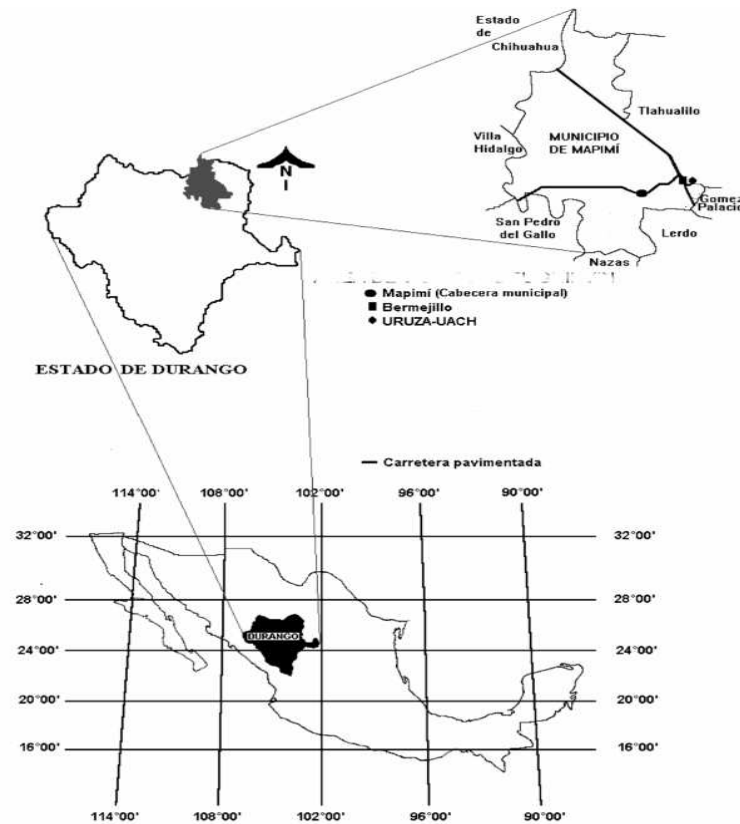 Estado
de
Chihuahua
Tlahualilo
Villa
Hidalgo
MUNICIPIO
DE MAPIMÍ
Gomez
Palacio
San Pedro
del Gallo
Lerdo
Nazas
N
Mapimí (Cabecera municipal)
Bermejillo
URUZA-UACH
ESTADO DE DURANGO
Carretera pavimentada
114°00' 108°00' 102°00' 96°00' 90°00'
32°00' 32°00'
28°00' 28°00'
DURANGO
24°00' 24°00'
20°00' 20°00'
16°00' 16°00'
114°00' 108°00' 102°00' 96°00' 90°00'